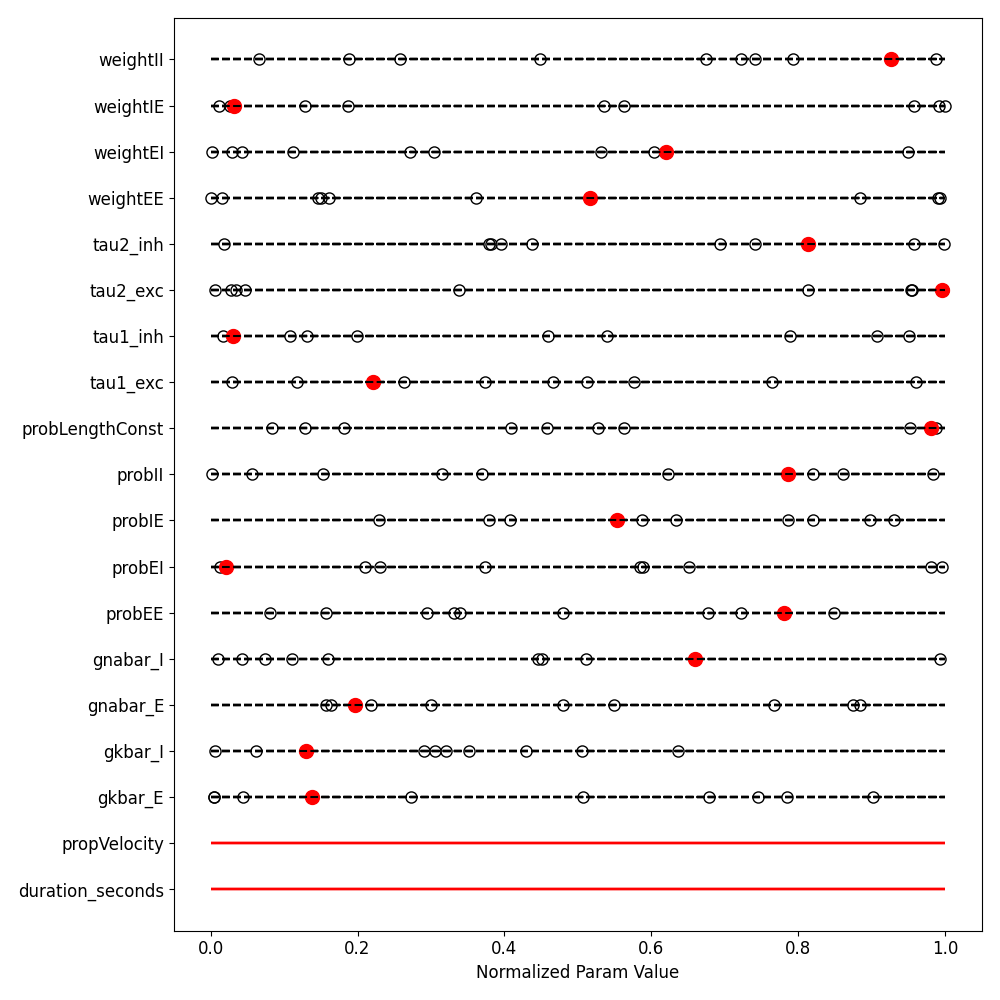 weightII
weightIE
weightEI
weightEE
tau2_inh
tau2_exc
tau1_inh
tau1_exc
probLengthConst
probII
probIE
probEI
probEE
gnabar_I
gnabar_E
gkbar_I
gkbar_E
propVelocity
duration_seconds
0.0 0.2 0.4 0.6 0.8 1.0
Normalized Param Value